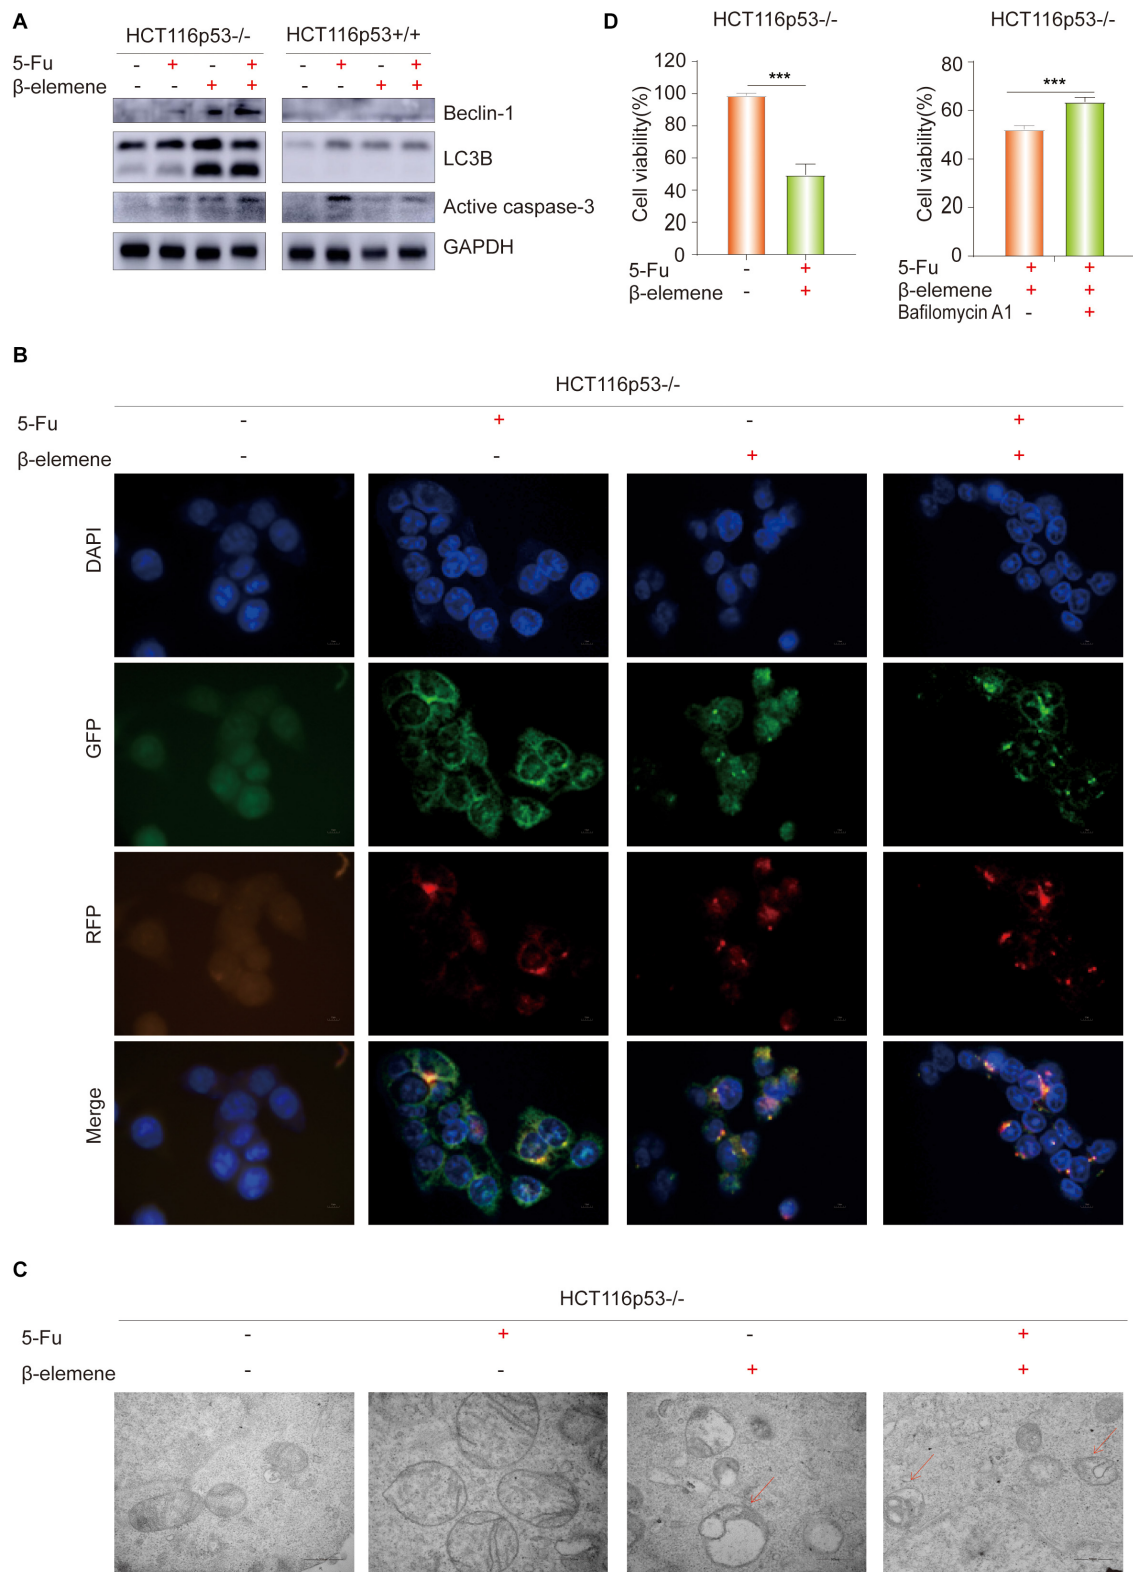 A
HCT116p53-/- HCT116p53+/+
5-Fu - + - + - + - +
β-elemene - - + + - - + +
Beclin-1
LC3B
Active caspase-3
GAPDH
D
HCT116p53-/-
***
Cell viability(%)
120
100
80
60
40
20
0
5-Fu - +
β-elemene - +
HCT116p53-/-
***
Cell viability(%)
80
60
40
20
0
5-Fu + +
β-elemene + +
Bafilomycin A1 - +
B
HCT116p53-/-
5-Fu - + - +
β-elemene - - + +
DAPI
GFP
RFP
Merge
C
HCT116p53-/-
5-Fu - + - +
β-elemene - - + +